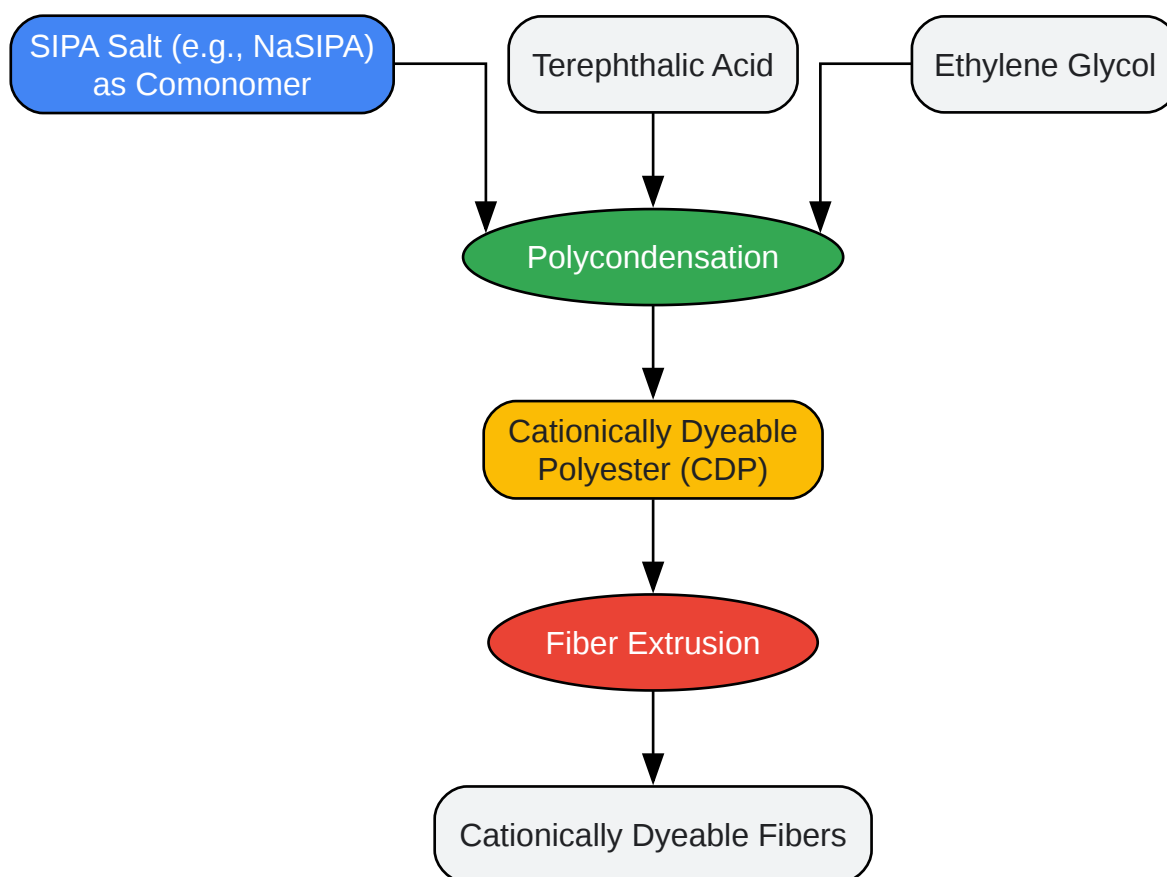 SIPA Salt (e.g., NaSIPA)
as Comonomer
Terephthalic Acid
Ethylene Glycol
Polycondensation
Cationically Dyeable
Polyester (CDP)
Fiber Extrusion
Cationically Dyeable Fibers